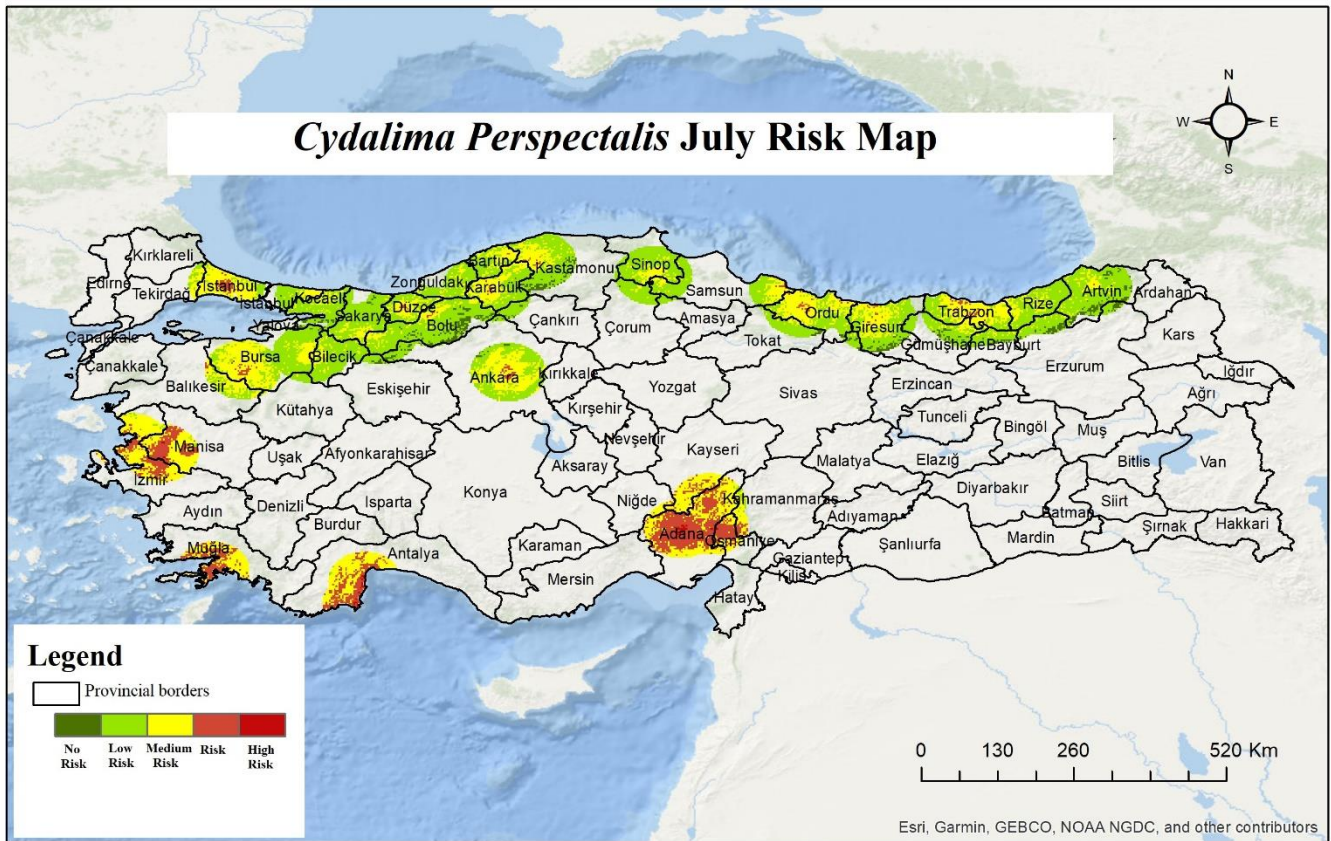 Cydalima Perspectalis July Risk Map
N
W E
S
Kırklareli
Edirne
Tekirdağ
İstanbul
İstanbul
Kocaeli
Yalova
Sakarya
Düzce
Zonguldak
Bartın
Karabük
Kastamonu
Bolu
Sinop
Samsun
Çankırı
Çorum
Amasya
Tokat
Ordu
Giresun
Trabzon
Rize
Artvin
Ardahan
Gümüşhane
Bayburt
Kars
Iğdır
Erzurum
Ağrı
Çanakkale
Çanakkale
Balıkesir
Bursa
Bilecik
Eskişehir
Kütahya
Ankara
Kırıkkale
Kırşehir
Yozgat
Sivas
Erzincan
Tunceli
Bingöl
Muş
Bitlis
Van
Manisa
İzmir
Uşak
Afyonkarahisar
Nevşehir
Aksaray
Kayseri
Malatya
Elazığ
Diyarbakır
Batman
Siirt
Şırnak
Hakkari
Aydın
Denizli
Isparta
Burdur
Konya
Niğde
Kahramanmaraş
Adıyaman
Mardin
Şanlıurfa
Muğla
Antalya
Karaman
Mersin
Adana
Osmaniye
Gaziantep
Kilis
Hatay
Legend
Provincial borders
No Risk
Low Risk
Medium Risk
Risk
High Risk
0 130 260 520 Km
Esri, Garmin, GEBCO, NOAA NGDC, and other contributors